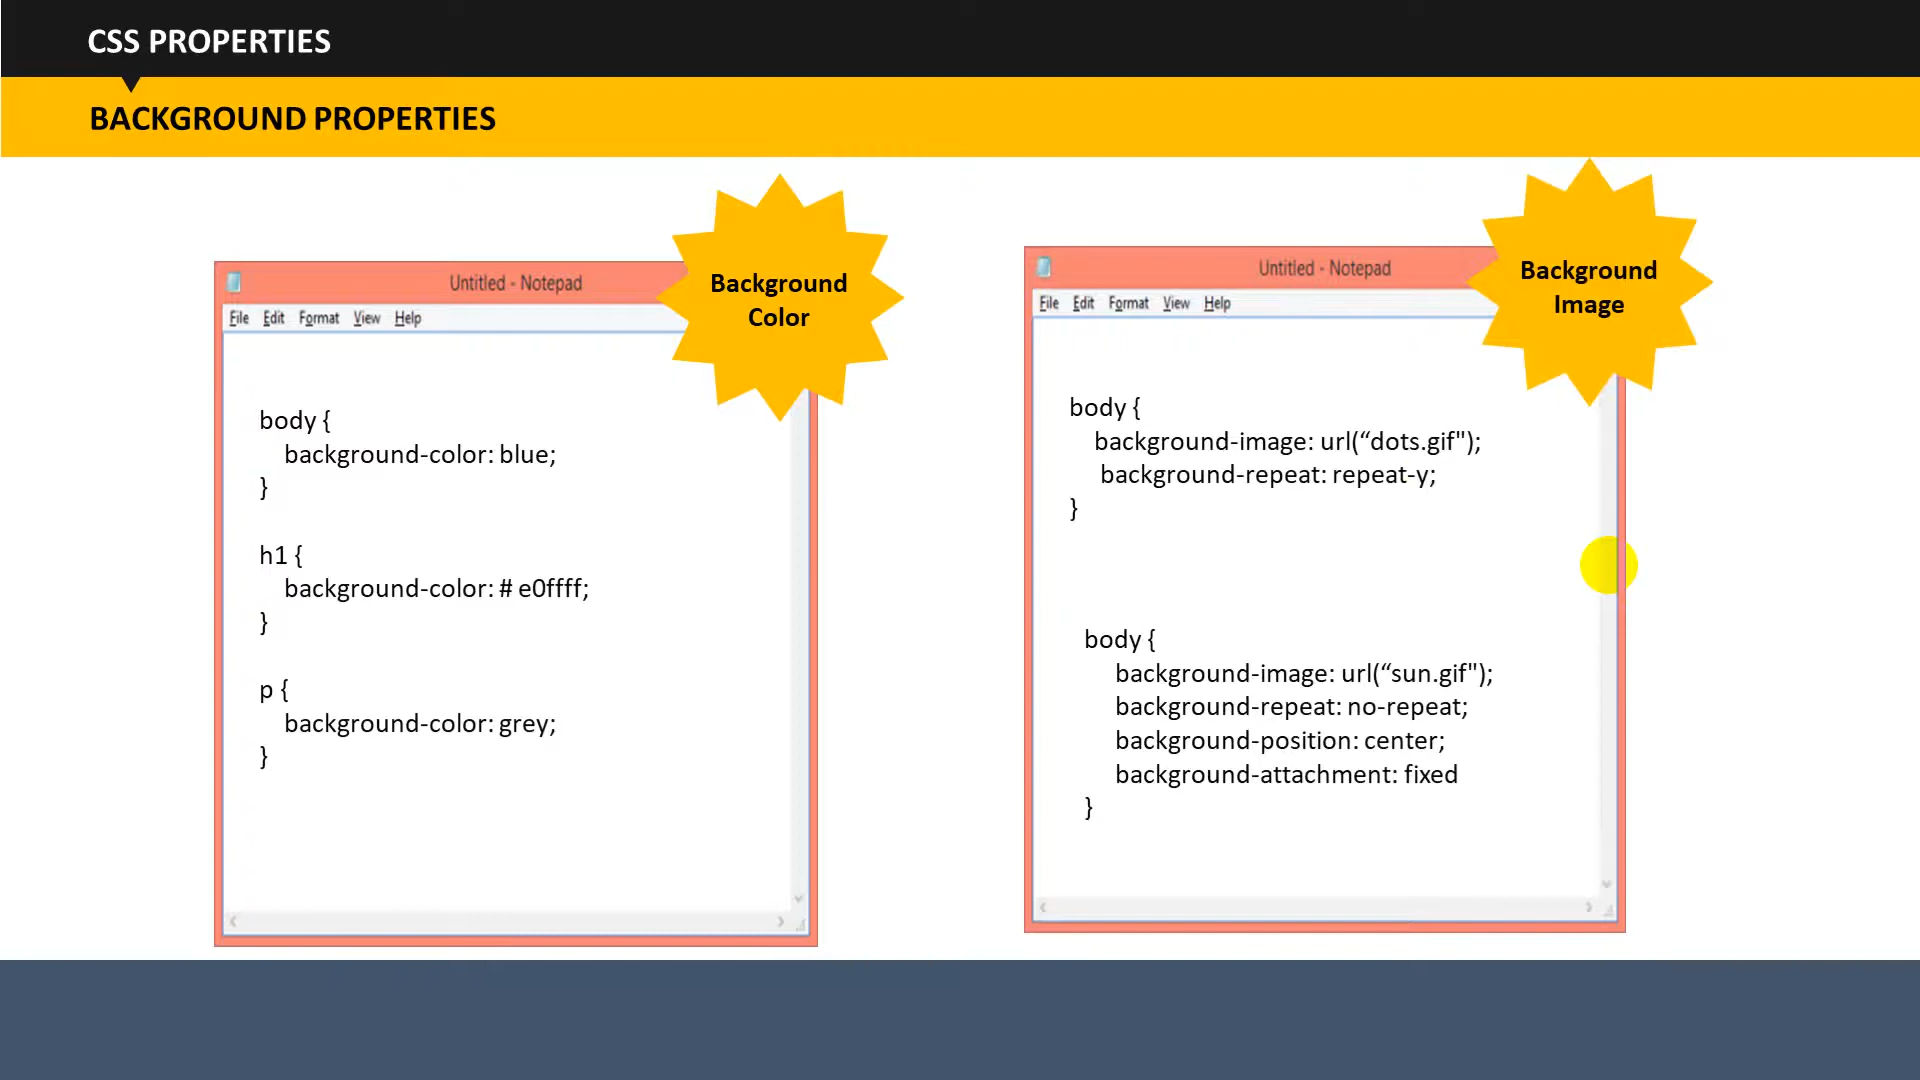 CSS PROPERTIES
BACKGROUND PROPERTIES
Untitled - Notepad
File Edit Format View Help
Background
Color
body {
background-color: blue;
}
h1 {
background-color: # e0ffff;
}
p {
background-color: grey;
}
Untitled - Notepad
File Edit Format View Help
Background
Image
body {
background-image: url(“dots.gif");
background-repeat: repeat-y;
}
body {
background-image: url(“sun.gif");
background-repeat: no-repeat;
background-position: center;
background-attachment: fixed
}